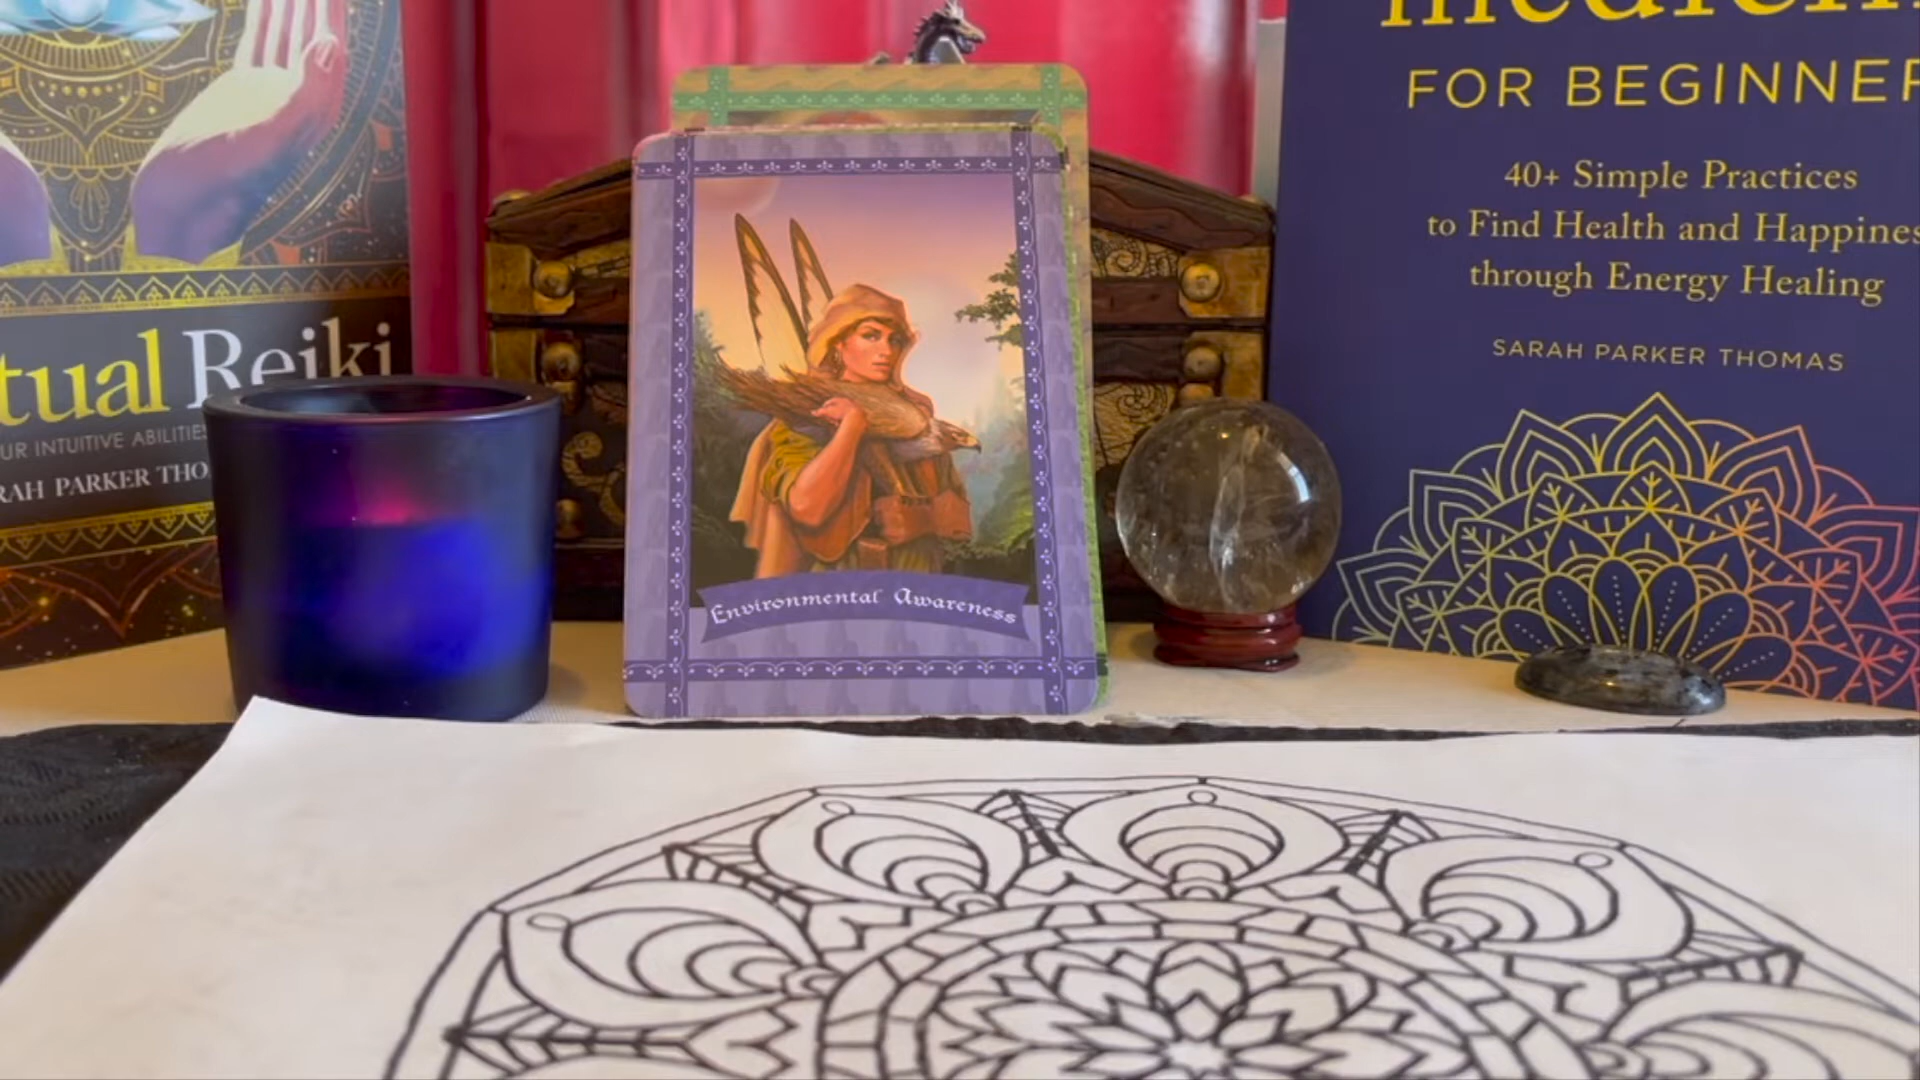 tual Reiki
UR INTUITIVE ABILITIES
RAH PARKER THO
Environmental Awareness
FOR BEGINNER
40+ Simple Practices
to Find Health and Happines
through Energy Healing
SARAH PARKER THOMAS